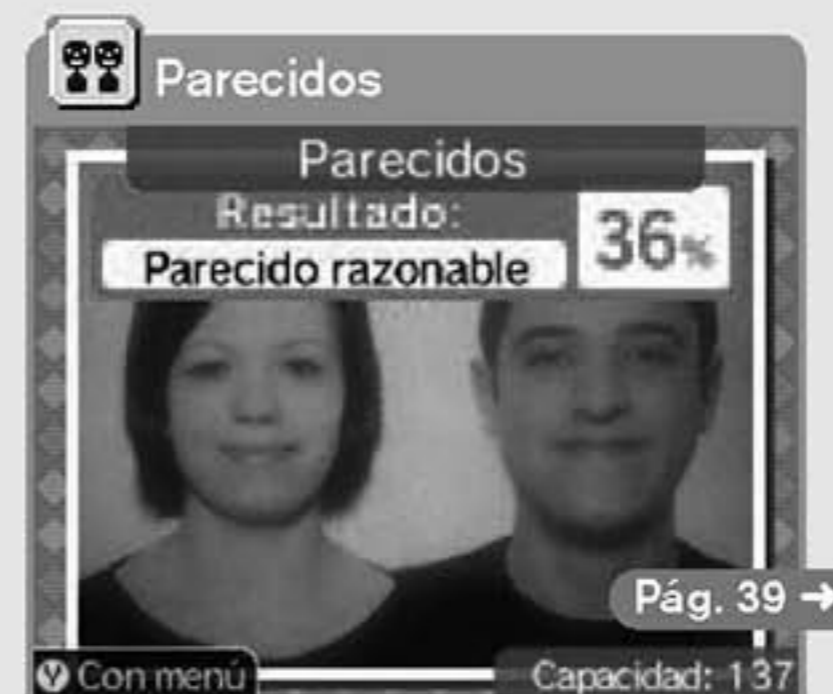 Parecidos
Parecidos
Resultado:
Parecido razonable
36%
Pág. 39 →
Y Con menú
Capacidad: 137